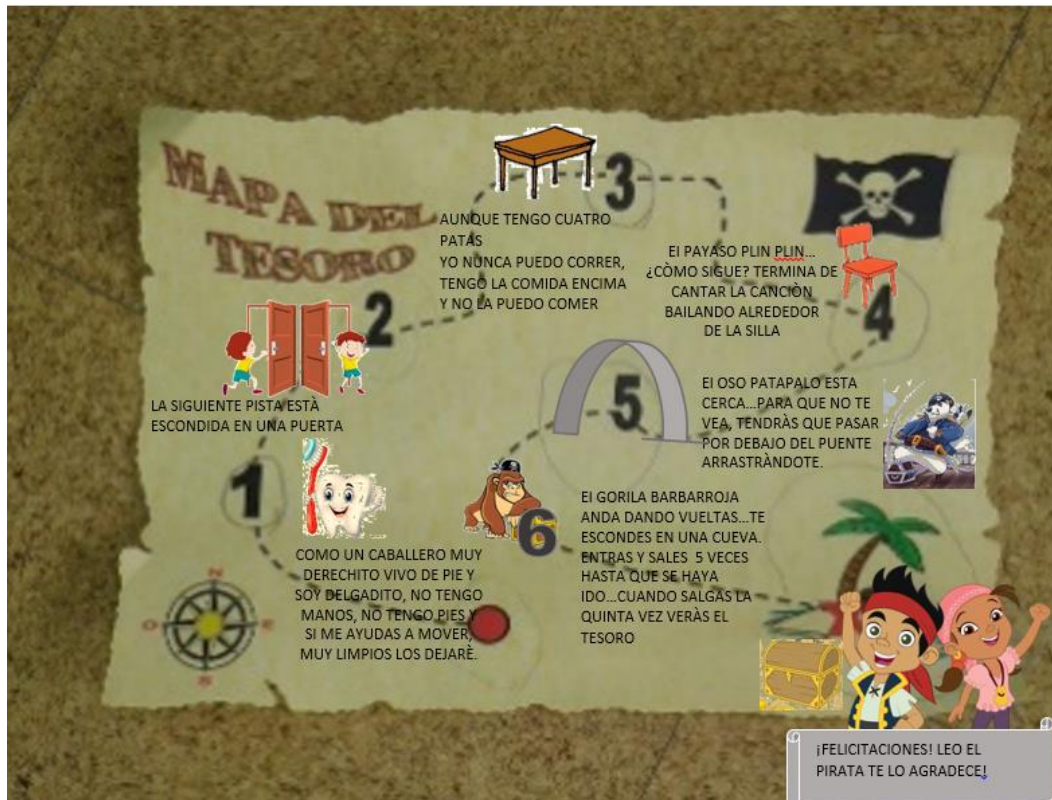 MAPA DEL
TESORO
1
COMO UN CABALLERO MUY
DERECHITO VIVO DE PIE Y
SOY DELGADITO, NO TENGO
MANOS, NO TENGO PIES Y
SI ME AYUDAS A MOVER,
MUY LIMPIOS LOS DEJARÈ.
2
LA SIGUIENTE PISTA ESTÀ
ESCONDIDA EN UNA PUERTA
3
AUNQUE TENGO CUATRO
PATAS
YO NUNCA PUEDO CORRER,
TENGO LA COMIDA ENCIMA
Y NO LA PUEDO COMER
4
El PAYASO PLIN PLIN...
¿CÒMO SIGUE? TERMINA DE
CANTAR LA CANCIÒN
BAILANDO ALREDEDOR
DE LA SILLA
5
El OSO PATAPALO ESTA
CERCA...PARA QUE NO TE
VEA, TENDRÀS QUE PASAR
POR DEBAJO DEL PUENTE
ARRASTRÀNDOTE.
6
El GORILA BARBARROJA
ANDA DANDO VUELTAS...TE
ESCONDES EN UNA CUEVA.
ENTRAS Y SALES 5 VECES
HASTA QUE SE HAYA
IDO...CUANDO SALGAS LA
QUINTA VEZ VERÀS EL
TESORO
N
O E
S
¡FELICITACIONES! LEO EL
PIRATA TE LO AGRADECE!